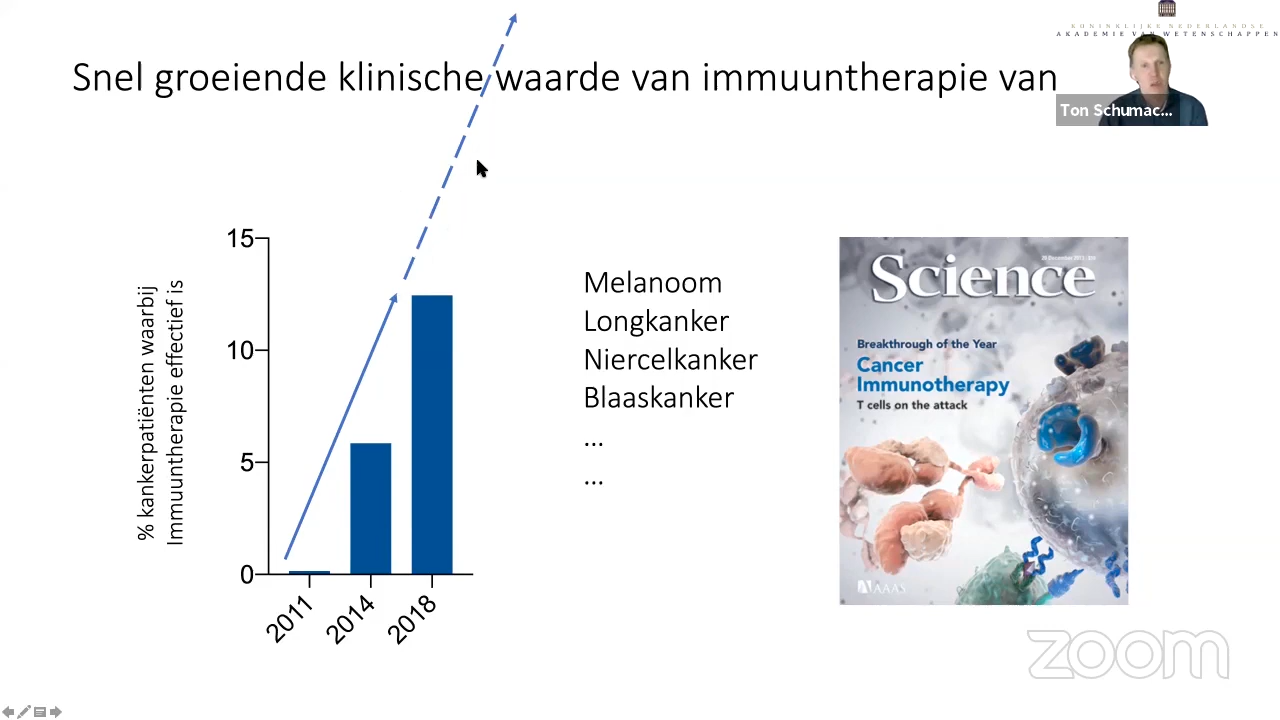 KONINKLIJKE NEDERLANDSE
AKADEMIE VAN WETENSCHAPPEN
Snel groeiende klinische waarde van immuuntherapie van
Ton Schumac...
% kankerpatiënten waarbij
Immuuntherapie effectief is
15
10
5
0
2011
2014
2018
Melanoom
Longkanker
Niercelkanker
Blaaskanker
...
...
Science
Breakthrough of the Year
Cancer
Immunotherapy
T cells on the attack
AAAS
zoom